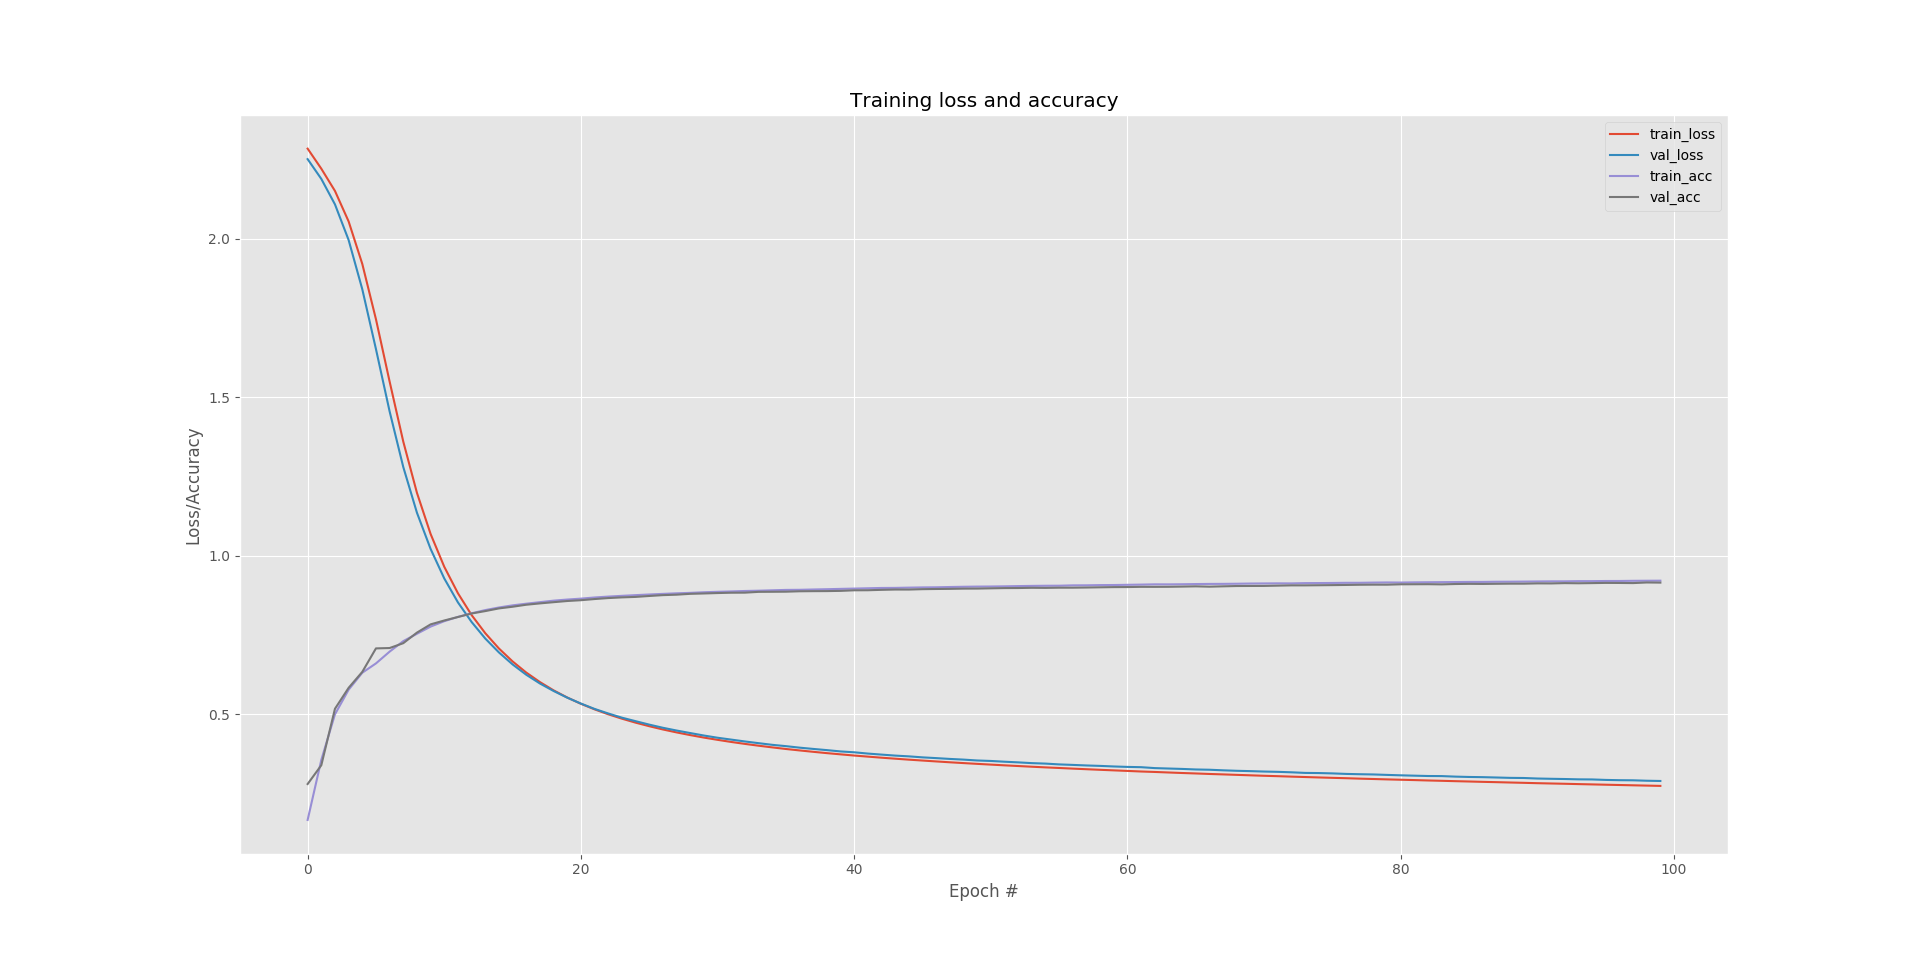 Training loss and accuracy
train_loss
val_loss
train_acc
val_acc
2.0
1.5
1.0
0.5
Loss/Accuracy
0 20 40 60 80 100
Epoch #